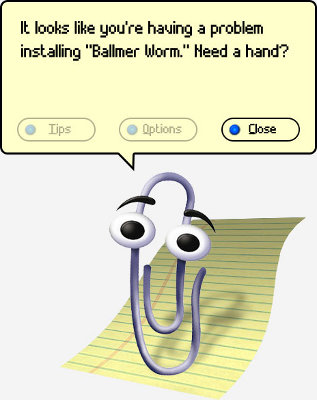 It looks like you're having a problem
installing "Ballmer Worm." Need a hand?
Tips Options Close